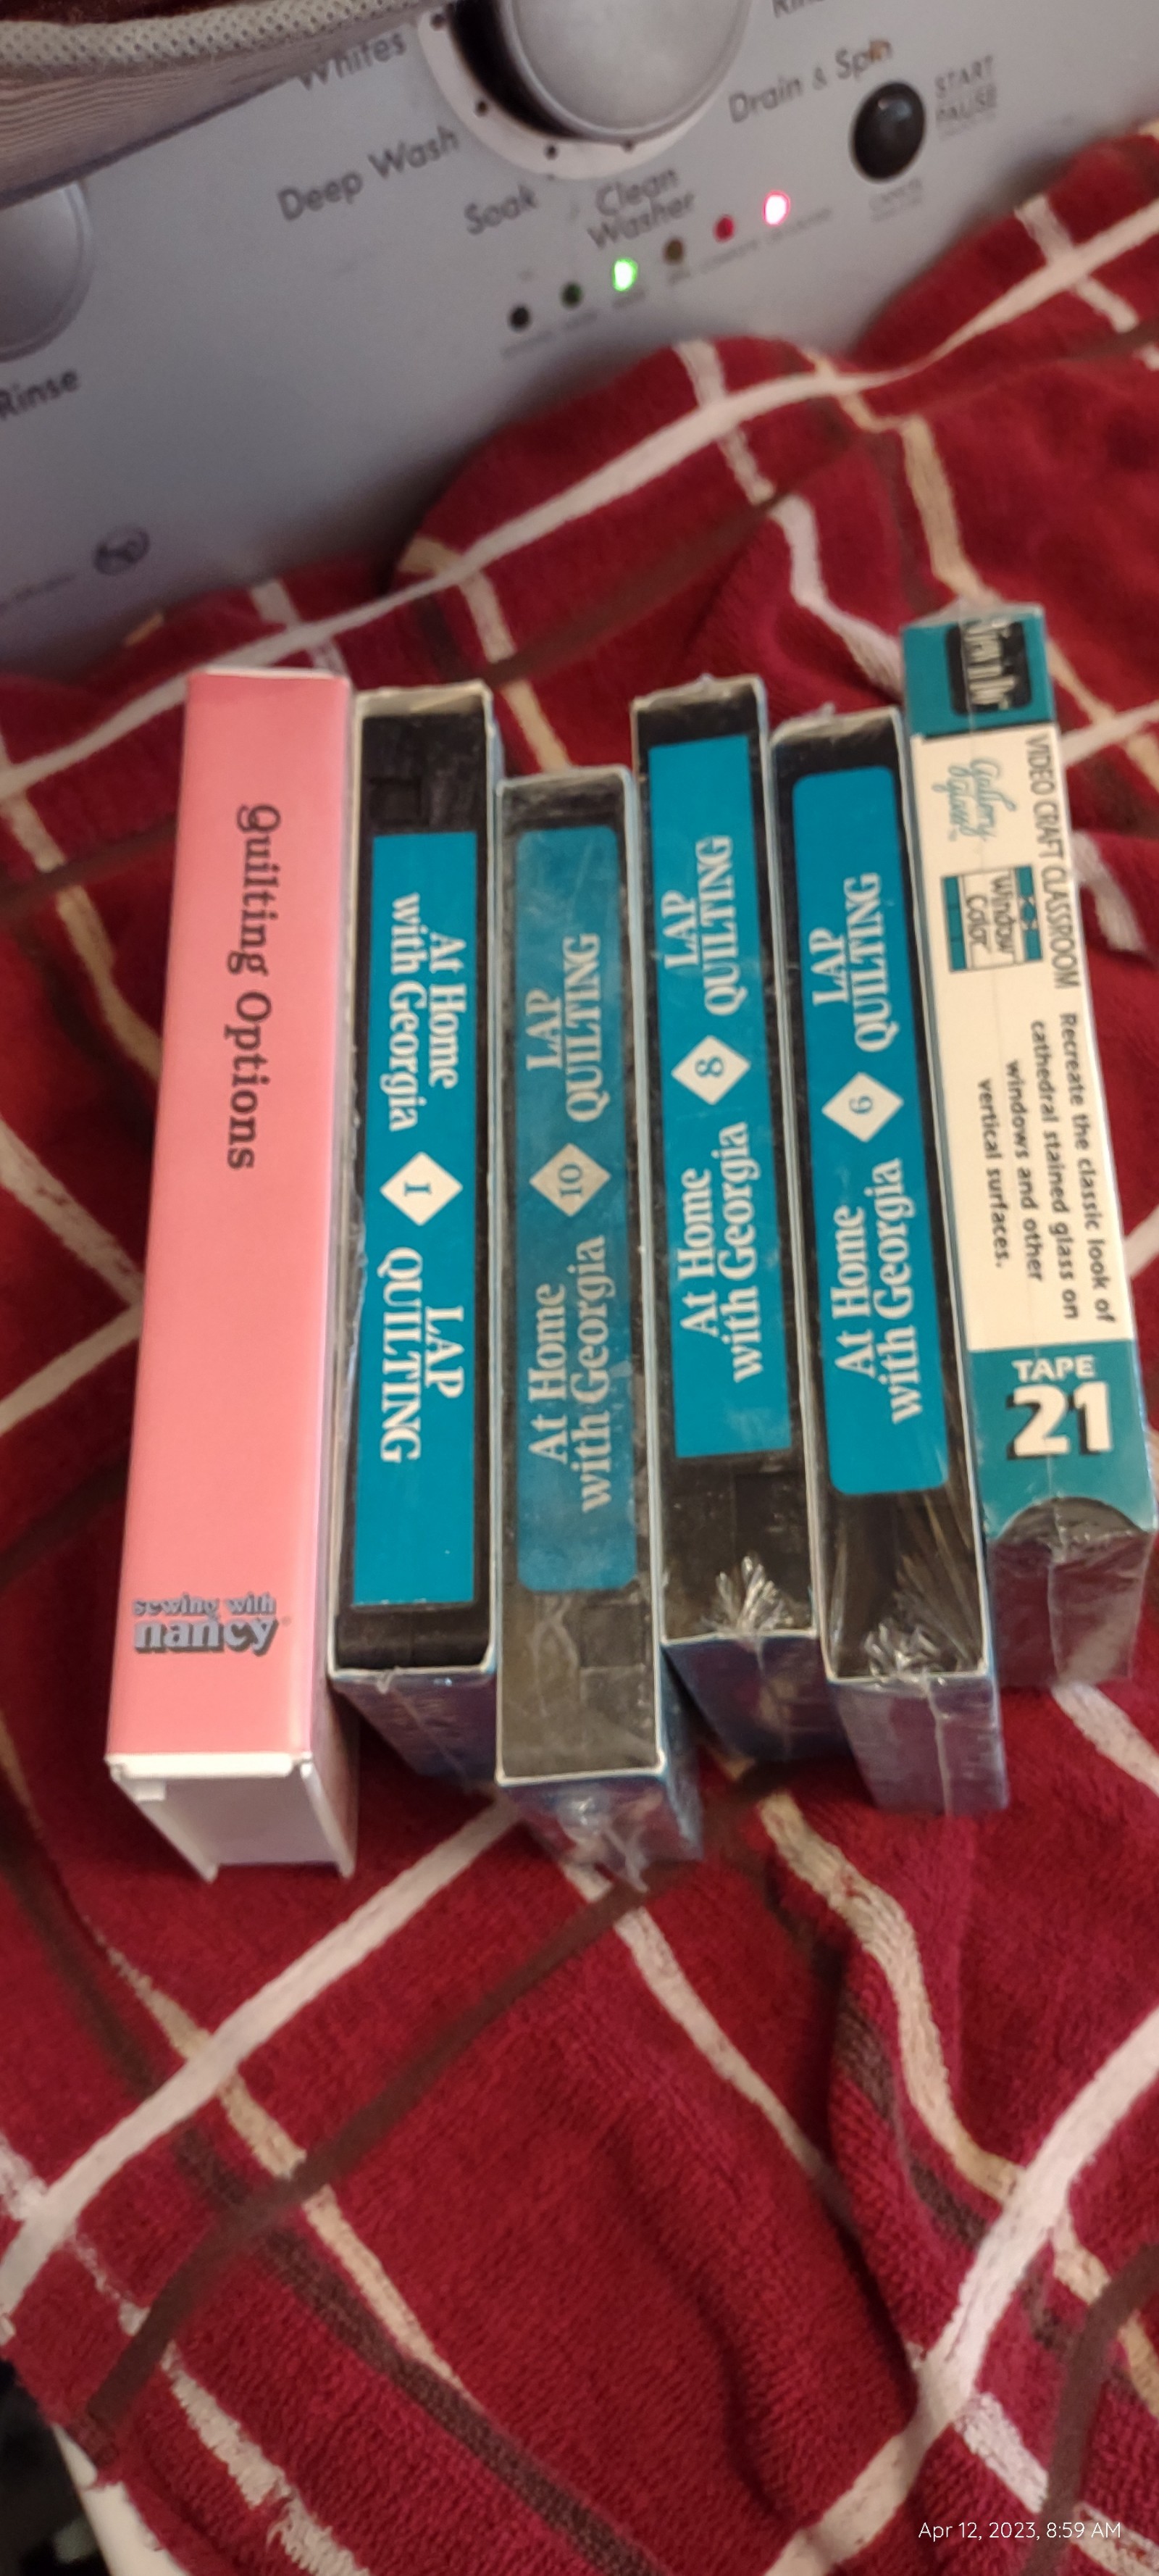 Whites
Deep Wash
Soak
Clean
Washer
Drain & Spin
START
PAUSE
Rinse
Quilting Options
sewing with
nancy
At Home
with Georgia
1
LAP
QUILTING
At Home
with Georgia
10
LAP
QUILTING
At Home
with Georgia
8
LAP
QUILTING
At Home
with Georgia
6
LAP
QUILTING
VIDEO CRAFT CLASSROOM
Gallery
Glass
Window
Color
Recreate the classic look of
cathedral stained glass on
windows and other
vertical surfaces.
TAPE
21
Apr 12, 2023, 8:59 AM